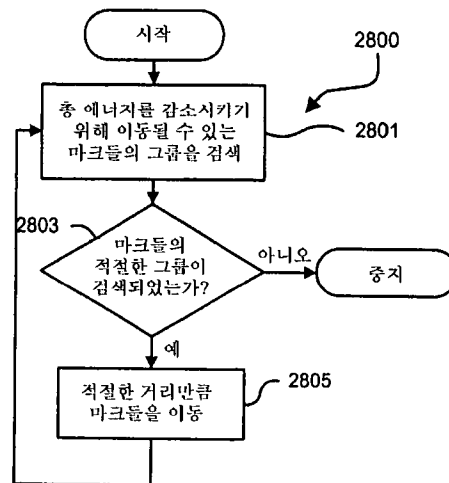 시작
2800
총 에너지를 감소시키기
위해 이동될 수 있는
마크들의 그룹을 검색
2801
2803
마크들의
적절한 그룹이
검색되었는가?
아니오
중지
예
적절한 거리만큼
마크들을 이동
2805